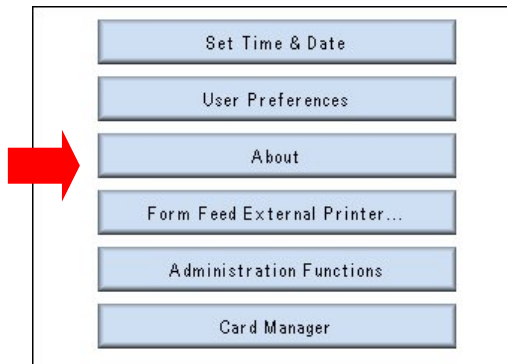 Set Time & Date
User Preferences
About
Form Feed External Printer...
Administration Functions
Card Manager